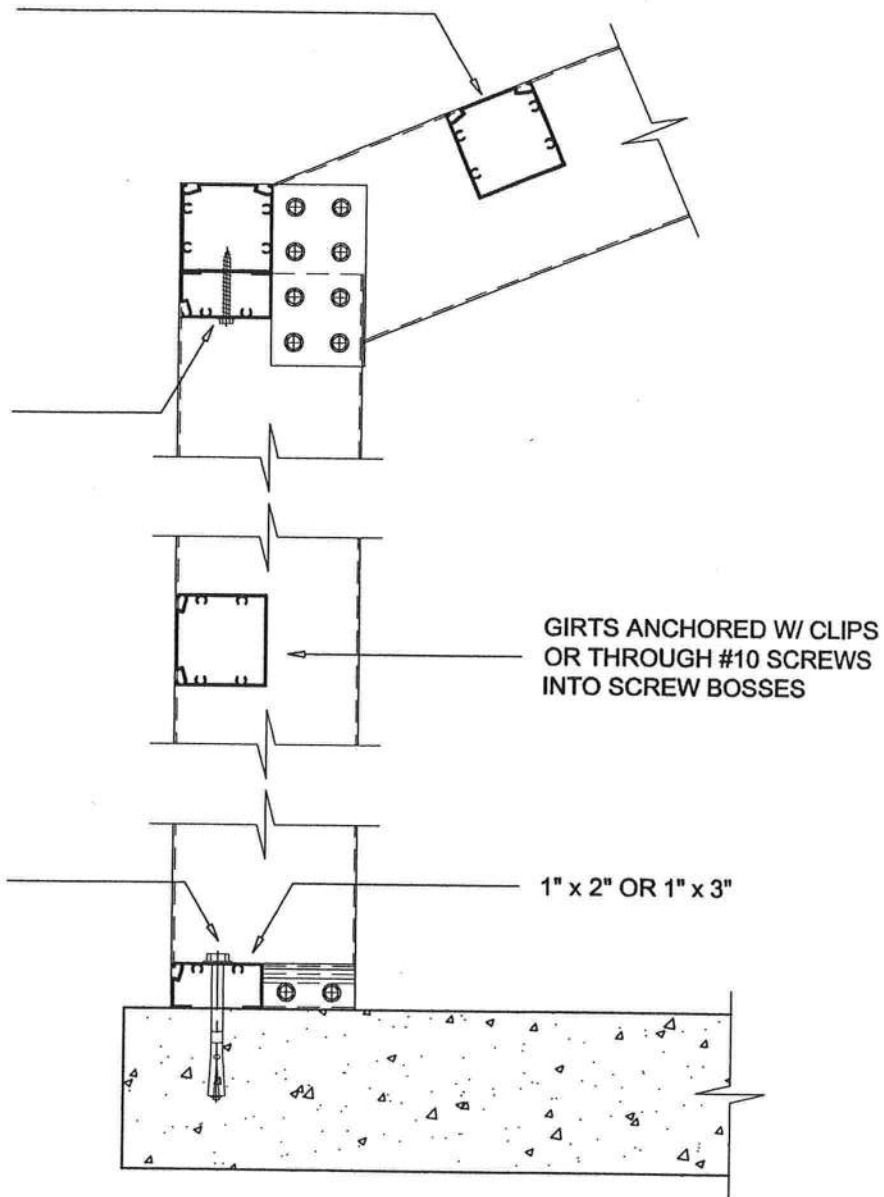 GIRTS ANCHORED W/ CLIPS
OR THROUGH #10 SCREWS
INTO SCREW BOSSES
1" x 2" OR 1" x 3"